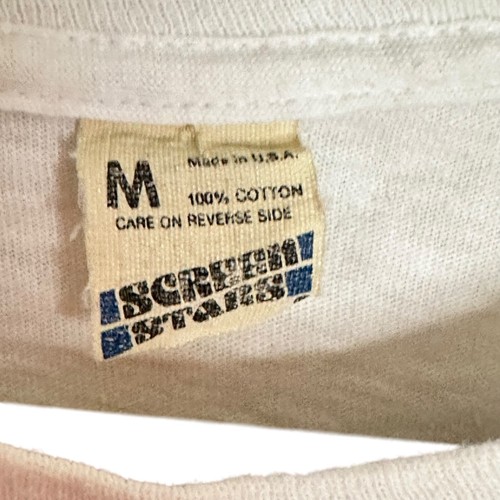 M
Made in U.S.A.
100% COTTON
CARE ON REVERSE SIDE
SCREEN
STARS